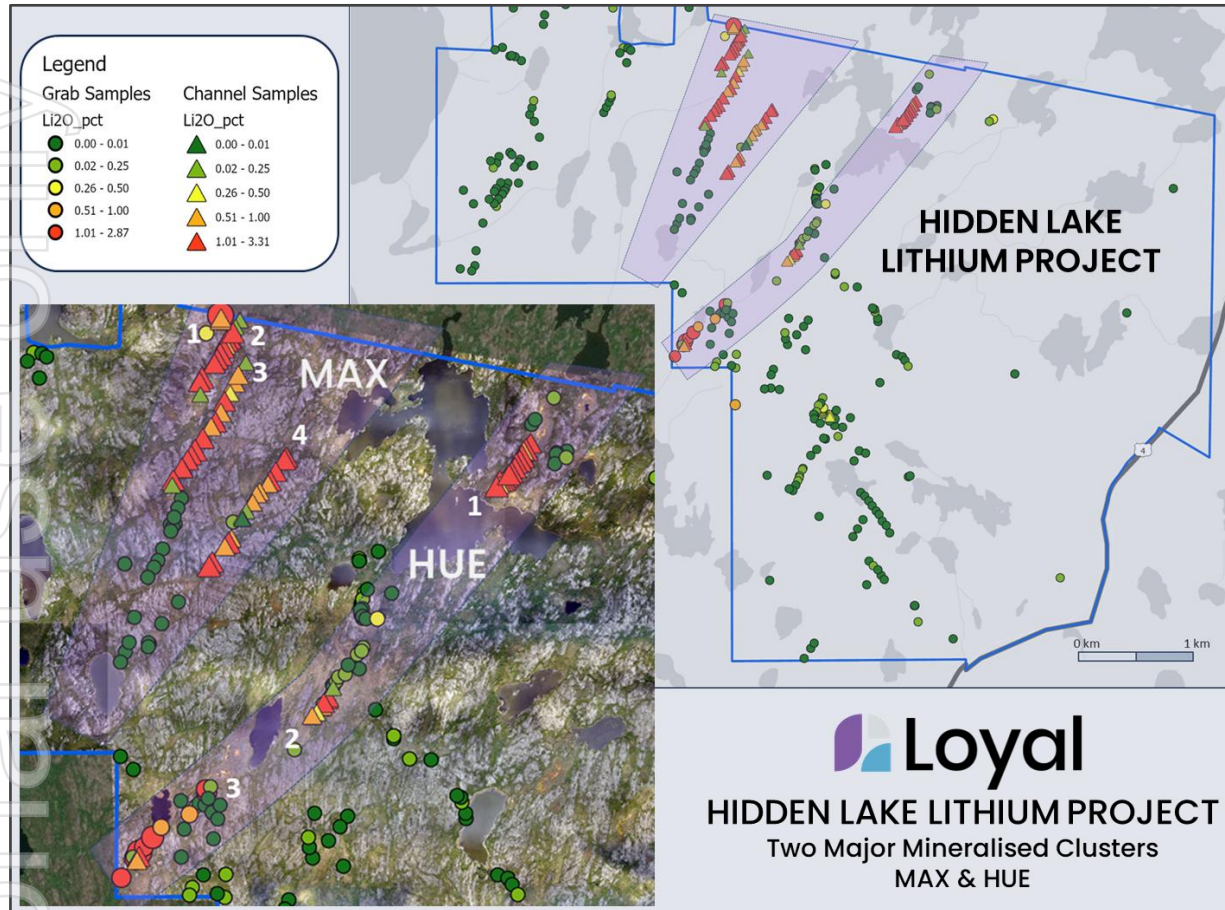 Legend
Grab Samples
Li2O_pct
0.00 - 0.01
0.02 - 0.25
0.26 - 0.50
0.51 - 1.00
1.01 - 2.87
Channel Samples
Li2O_pct
0.00 - 0.01
0.02 - 0.25
0.26 - 0.50
0.51 - 1.00
1.01 - 3.31
HIDDEN LAKE
LITHIUM PROJECT
4
0 km 1 km
1
2
3
MAX
4
1
HUE
2
3
Loyal
HIDDEN LAKE LITHIUM PROJECT
Two Major Mineralised Clusters
MAX & HUE